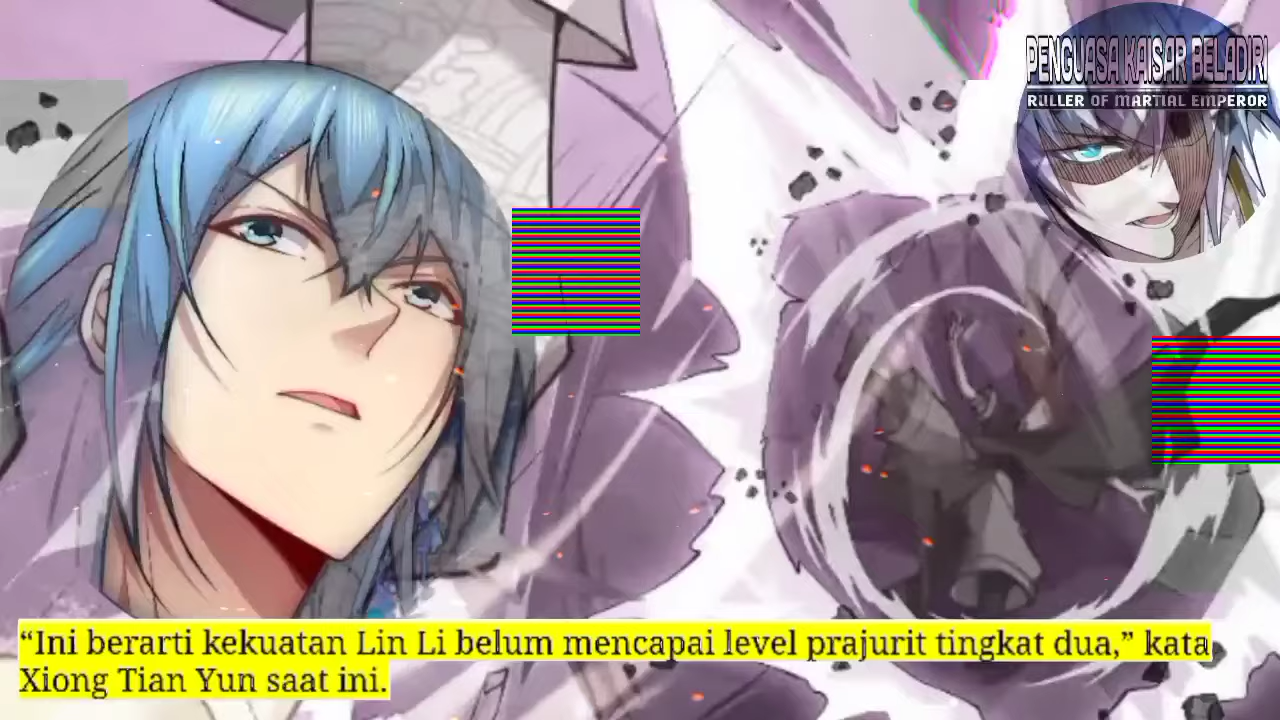 PENGUASA KAISAR BELADIRI
RULLER OF MARTIAL EMPEROR
“Ini berarti kekuatan Lin Li belum mencapai level prajurit tingkat dua,” kata
Xiong Tian Yun saat ini.